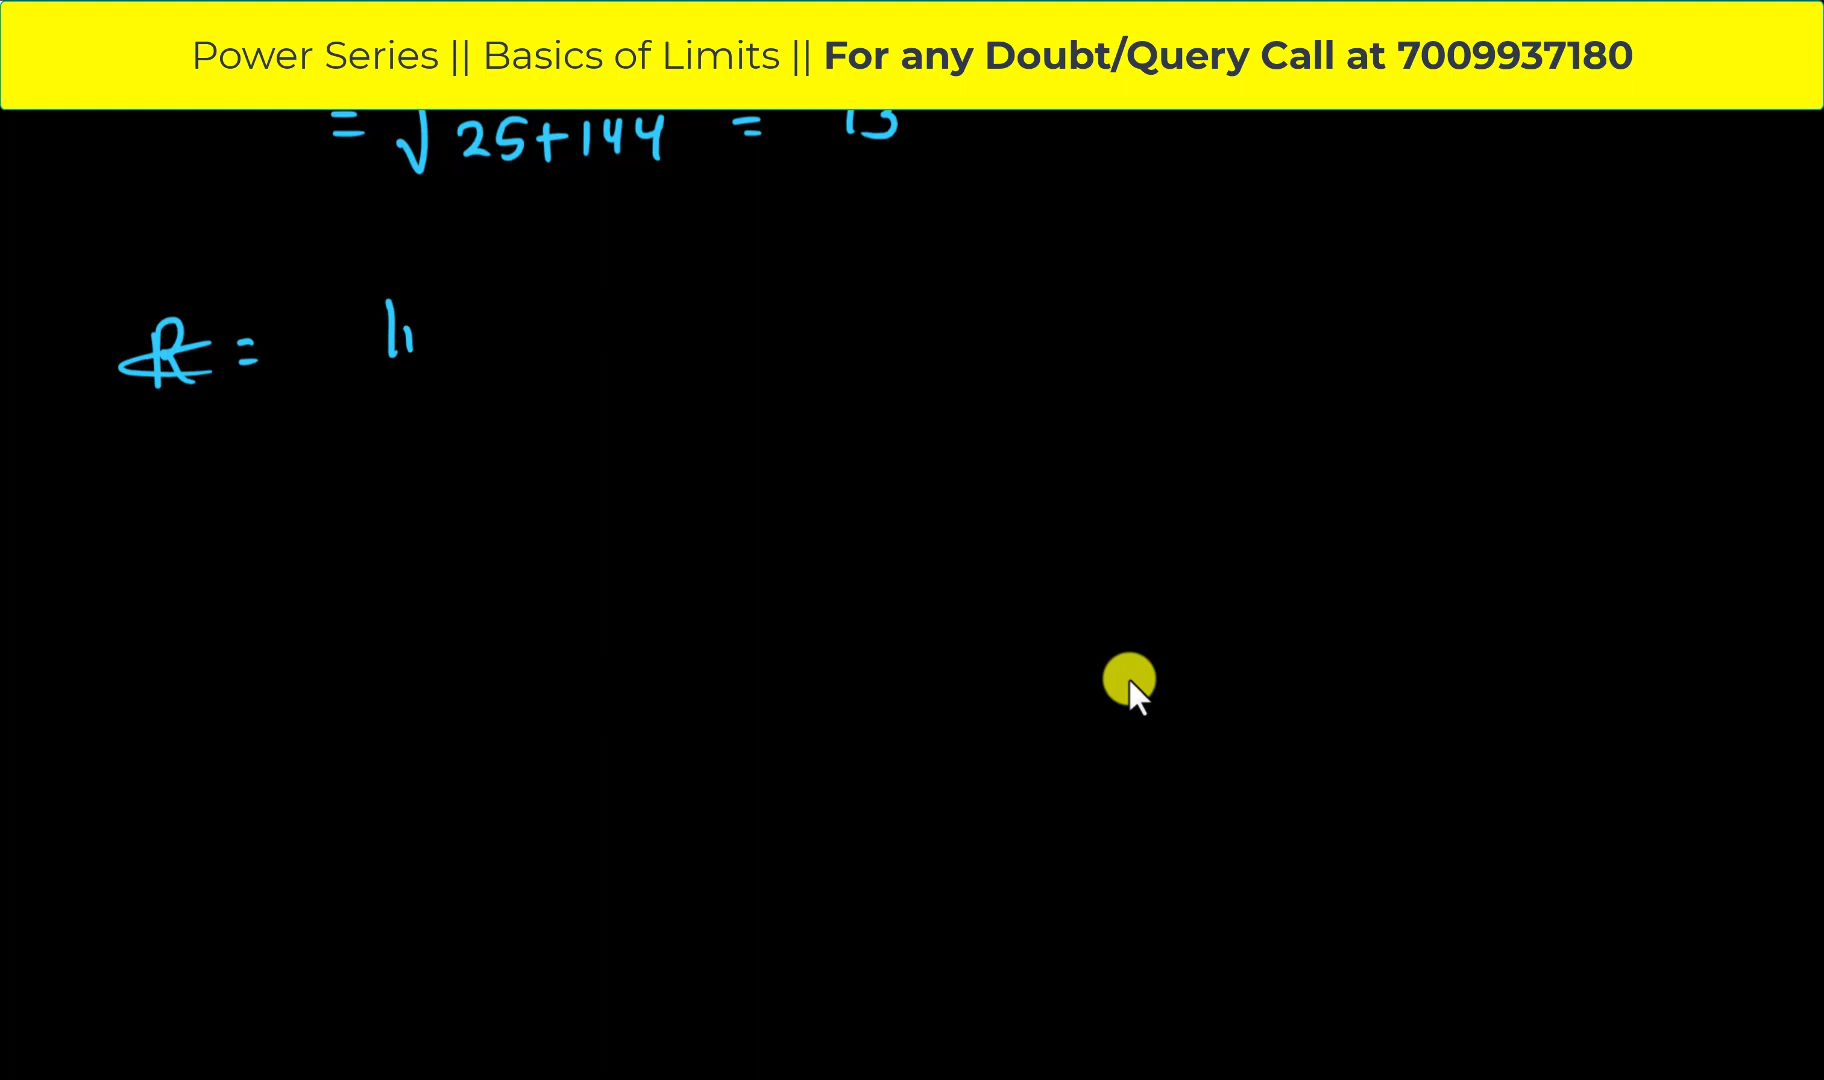 Power Series || Basics of Limits || For any Doubt/Query Call at 7009937180
= √25+144 = 13
R = li